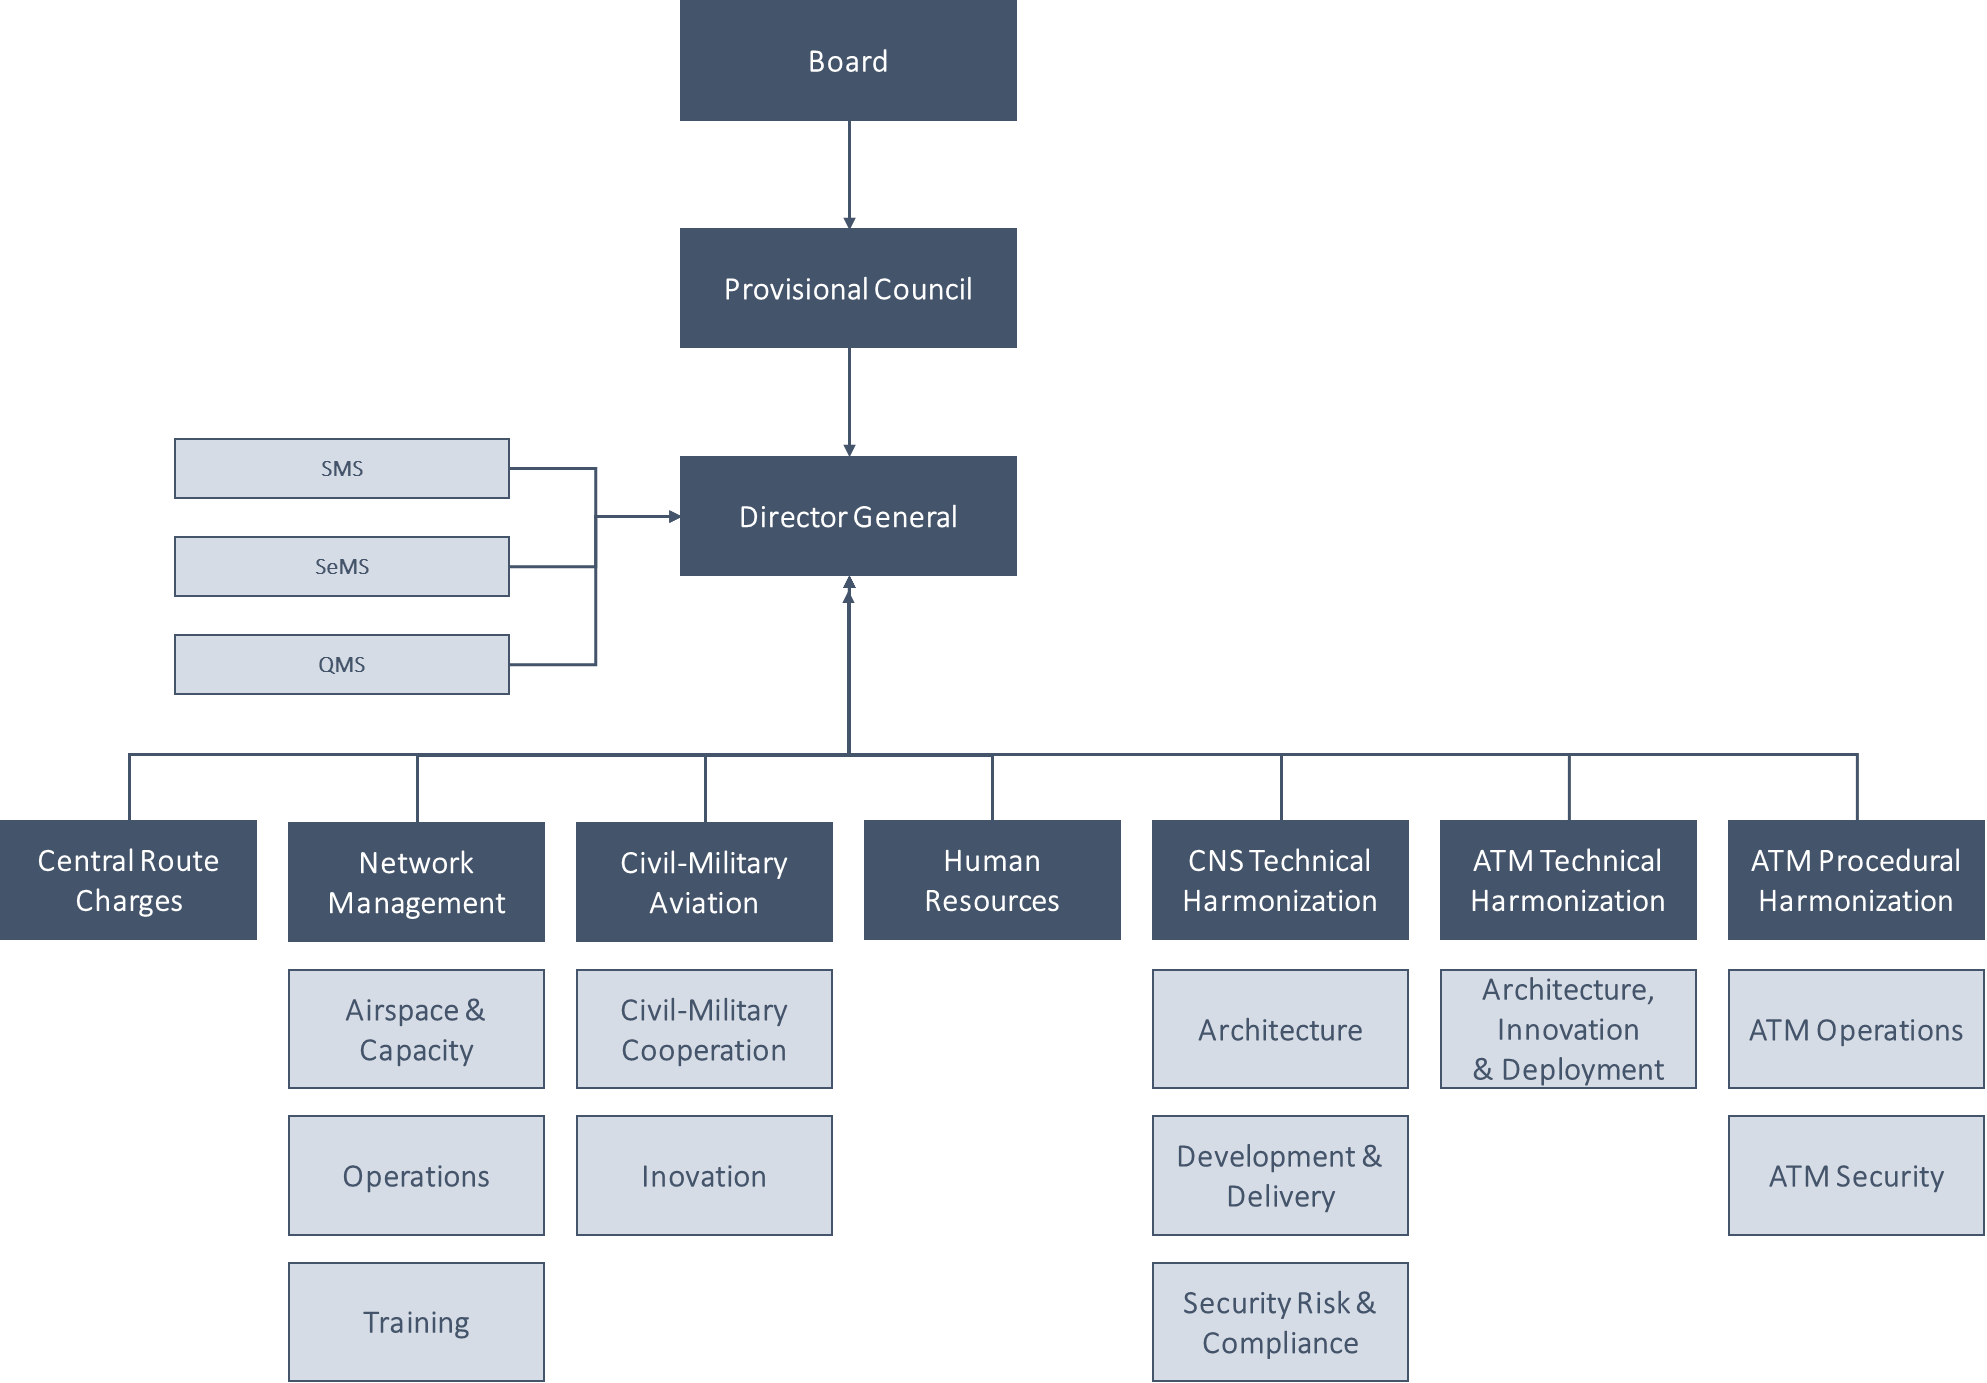 Board
Provisional Council
SMS
SeMS
QMS
Director General
Central Route
Charges
Network
Management
Civil-Military
Aviation
Human
Resources
CNS Technical
Harmonization
ATM Technical
Harmonization
ATM Procedural
Harmonization
Airspace &
Capacity
Civil-Military
Cooperation
Architecture
Architecture,
Innovation
& Deployment
ATM Operations
Operations
Inovation
Development &
Delivery
ATM Security
Training
Security Risk &
Compliance